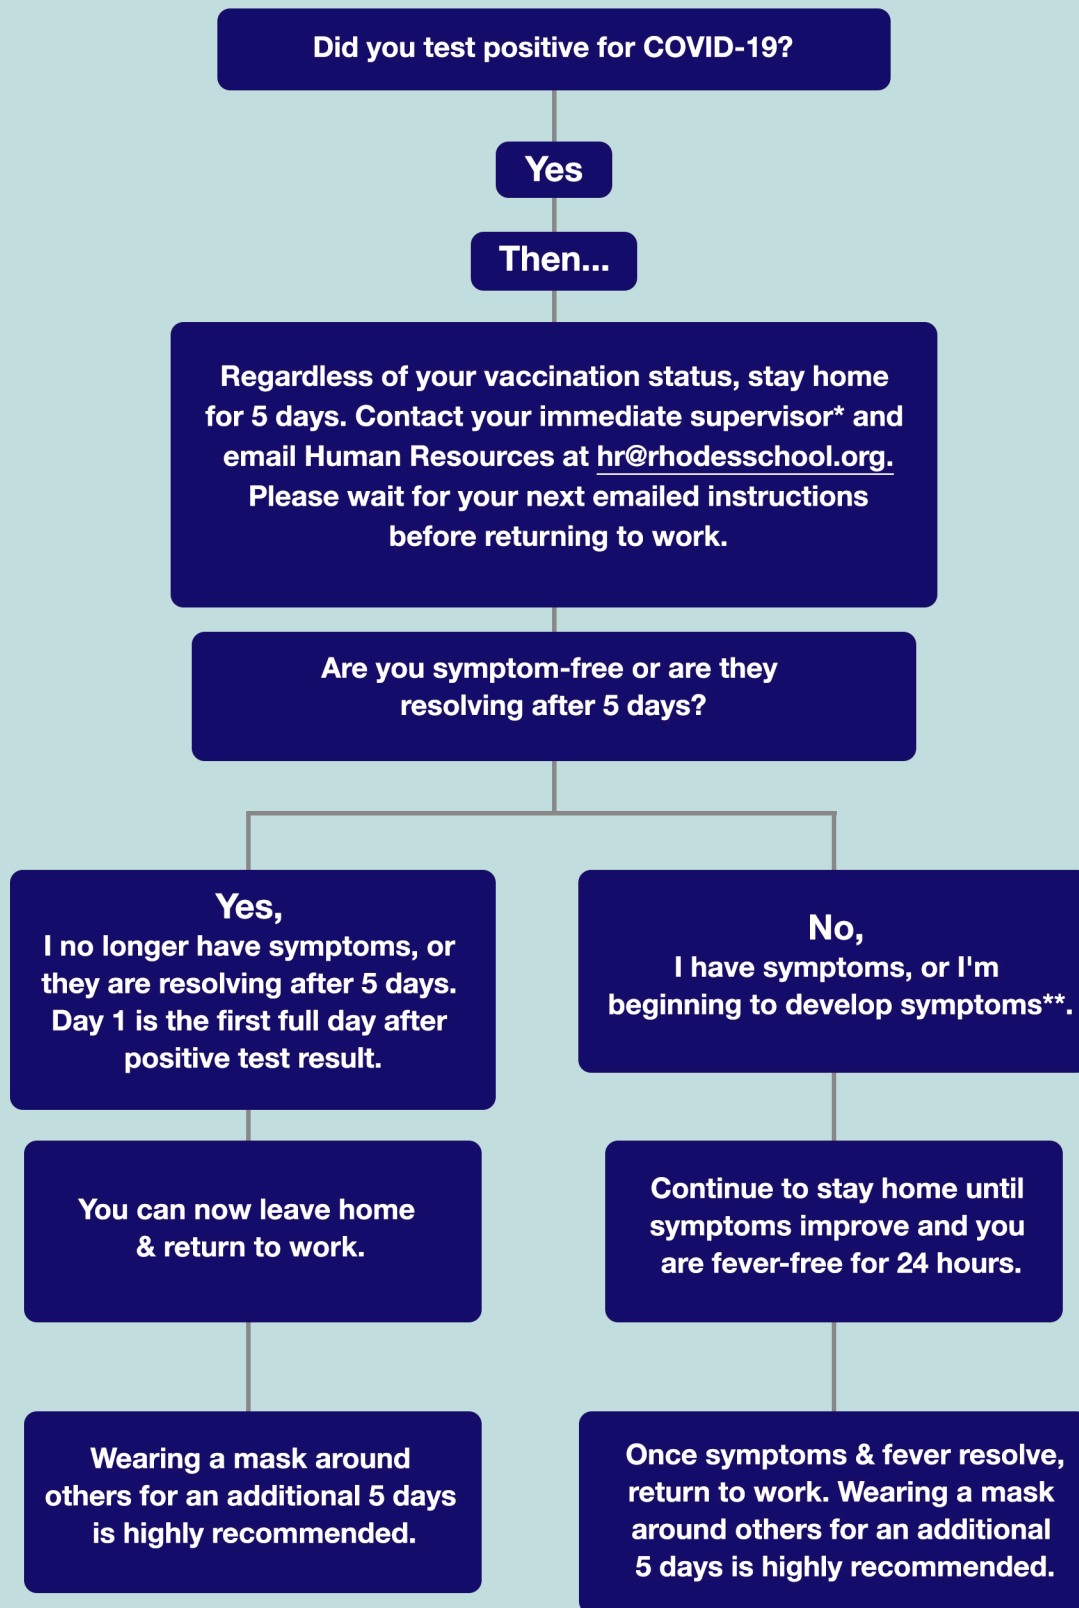 Did you test positive for COVID-19?
Yes
Then...
Regardless of your vaccination status, stay home
for 5 days. Contact your immediate supervisor* and
email Human Resources at hr@rhodesschool.org.
Please wait for your next emailed instructions
before returning to work.
Are you symptom-free or are they
resolving after 5 days?
Yes,
I no longer have symptoms, or
they are resolving after 5 days.
Day 1 is the first full day after
positive test result.
No,
I have symptoms, or I'm
beginning to develop symptoms**.
You can now leave home
& return to work.
Continue to stay home until
symptoms improve and you
are fever-free for 24 hours.
Wearing a mask around
others for an additional 5 days
is highly recommended.
Once symptoms & fever resolve,
return to work. Wearing a mask
around others for an additional
5 days is highly recommended.